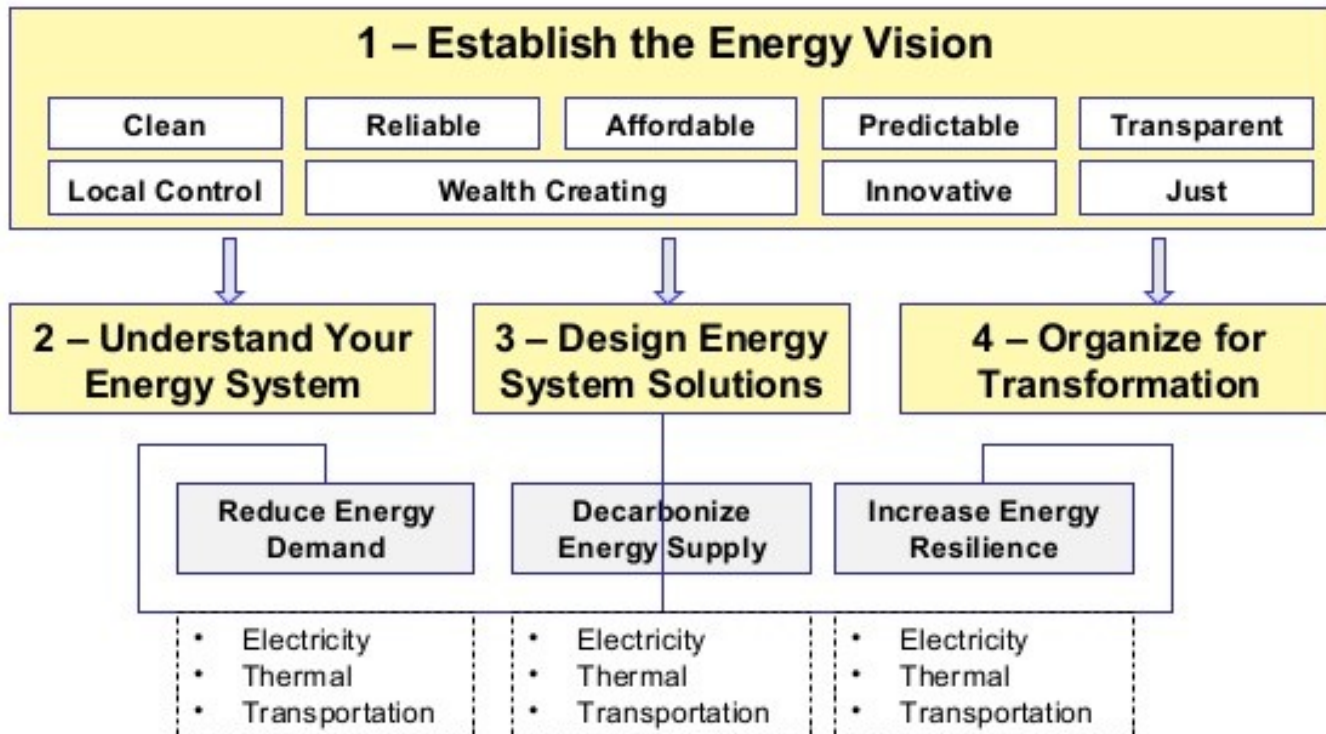 1 – Establish the Energy Vision
Clean
Reliable
Affordable
Predictable
Transparent
Local Control
Wealth Creating
Innovative
Just
2 – Understand Your
Energy System
3 – Design Energy
System Solutions
4 – Organize for
Transformation
Reduce Energy
Demand
Decarbonize
Energy Supply
Increase Energy
Resilience
• Electricity
• Thermal
• Transportation
• Electricity
• Thermal
• Transportation
• Electricity
• Thermal
• Transportation